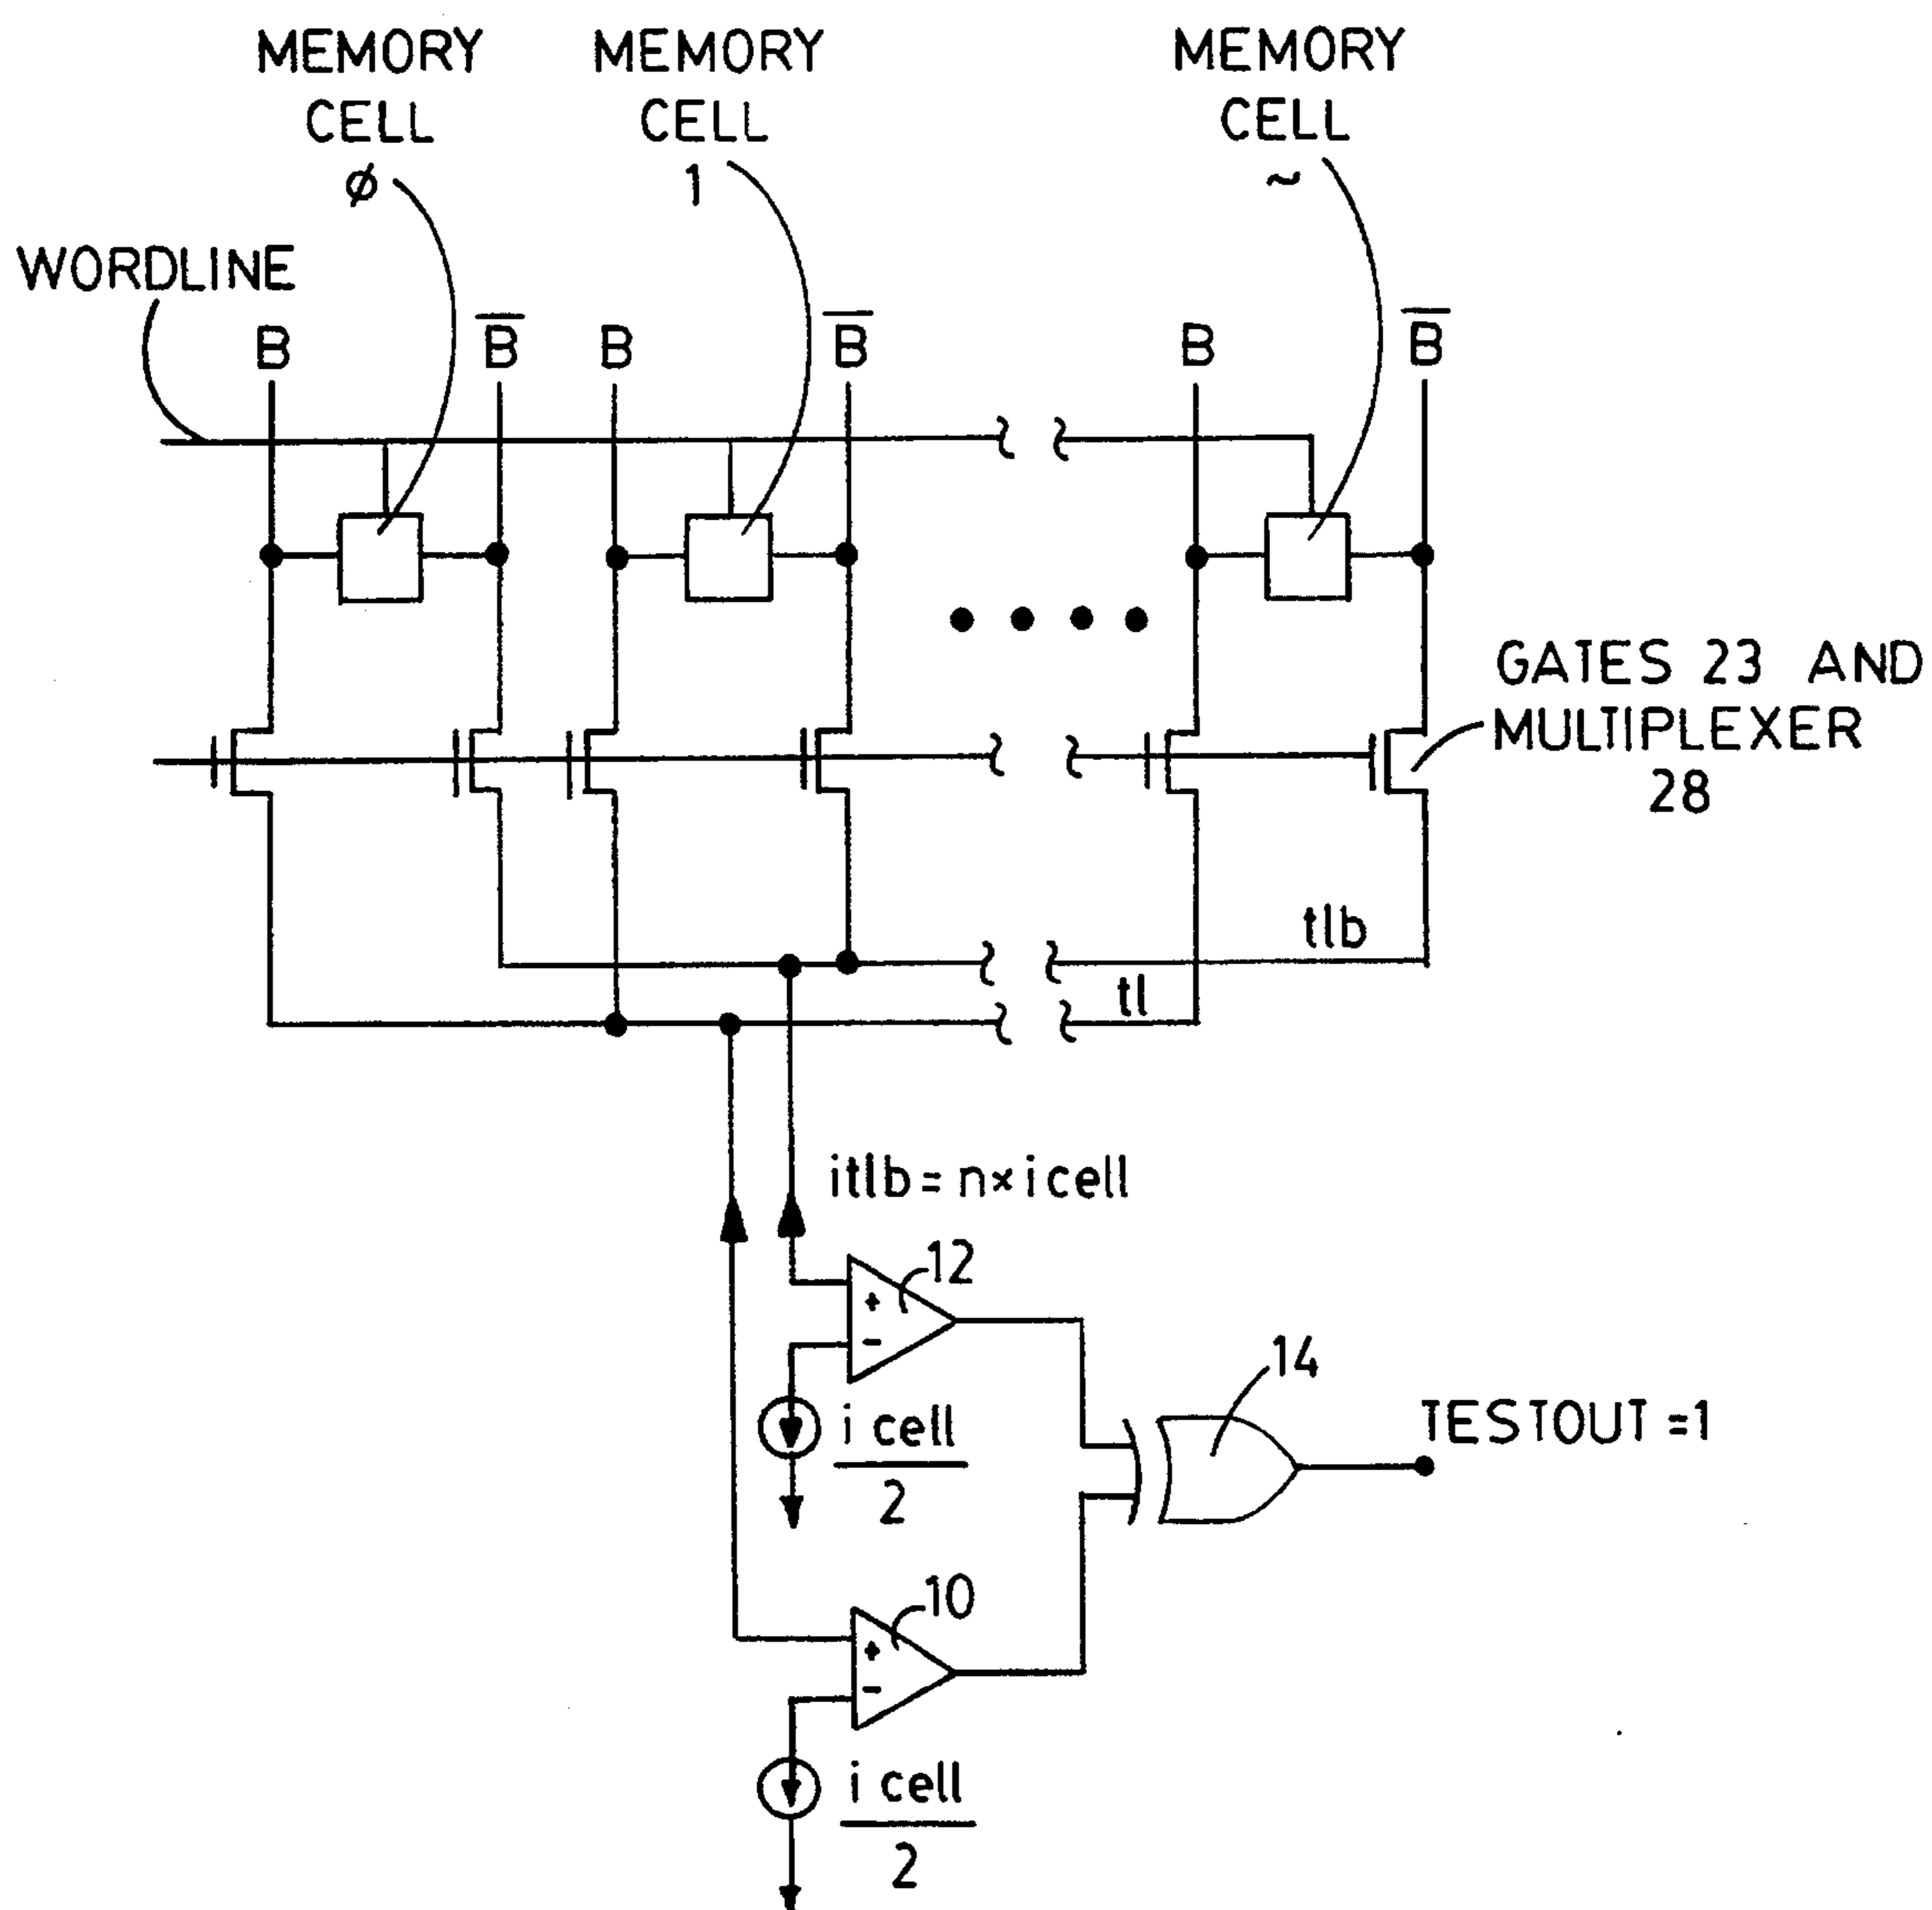 MEMORY CELL ø
MEMORY CELL 1
MEMORY CELL ~
WORDLINE
B B̅ B B̅ B B̅
GATES 23 AND
MULTIPLEXER
28
tlb
tl
itlb = n× i cell
12
+
-
i cell
2
14
TESTOUT = 1
10
+
-
i cell
2